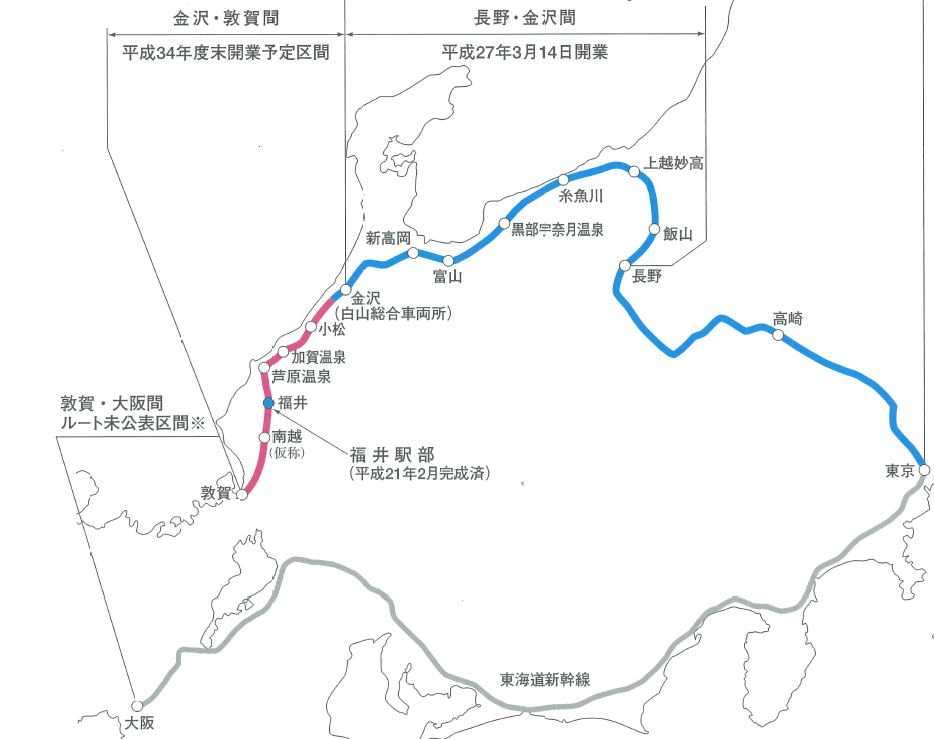 金沢・敦賀間
長野・金沢間
平成34年度末開業予定区間
平成27年3月14日開業
上越妙高
糸魚川
黒部宇奈月温泉
飯山
新高岡
富山
長野
金沢
(白山総合車両所)
高崎
小松
加賀温泉
芦原温泉
敦賀・大阪間
ルート未公表区間※
福井
南越
(仮称)
福井駅部
(平成21年2月完成済)
敦賀
東京
東海道新幹線
大阪